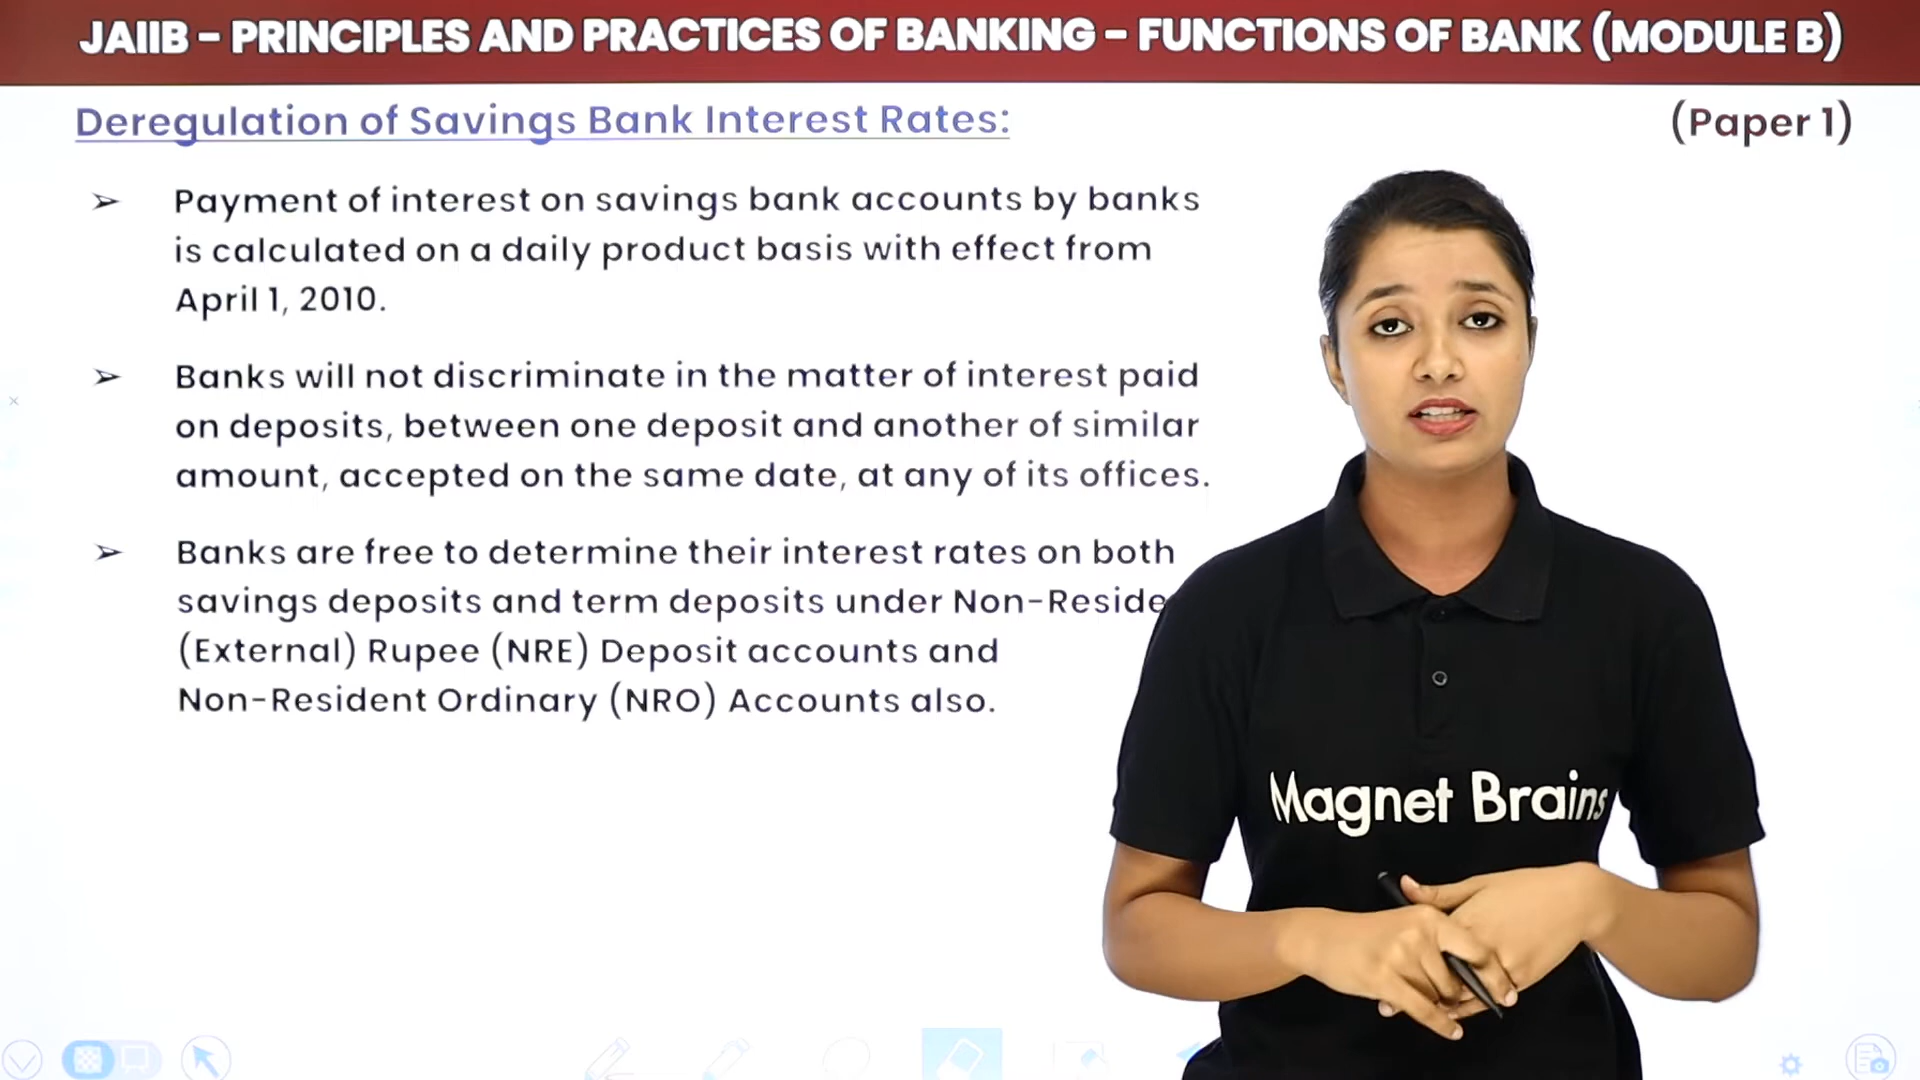 JAIIB - PRINCIPLES AND PRACTICES OF BANKING - FUNCTIONS OF BANK (MODULE B)
Deregulation of Savings Bank Interest Rates:
(Paper 1)
➢ Payment of interest on savings bank accounts by banks
is calculated on a daily product basis with effect from
April 1, 2010.
➢ Banks will not discriminate in the matter of interest paid
on deposits, between one deposit and another of similar
amount, accepted on the same date, at any of its offices.
➢ Banks are free to determine their interest rates on both
savings deposits and term deposits under Non-Reside
(External) Rupee (NRE) Deposit accounts and
Non-Resident Ordinary (NRO) Accounts also.
Magnet Brains